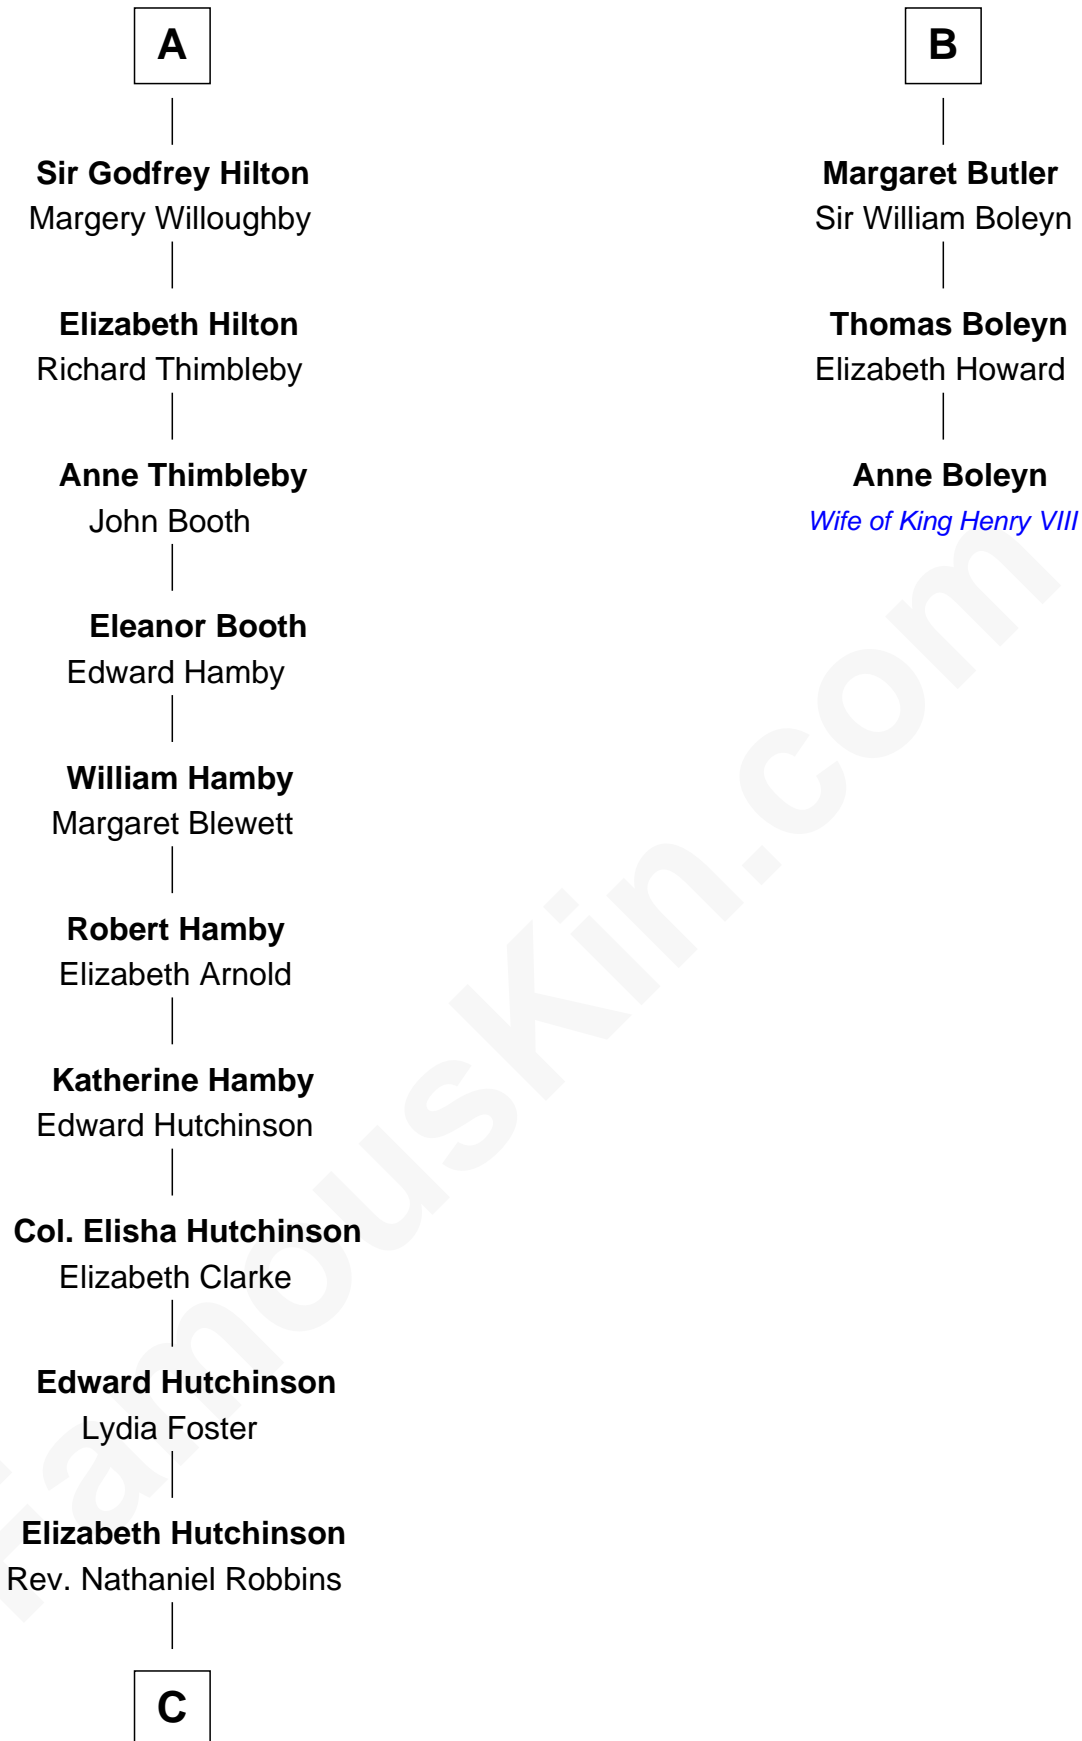 A
Sir Godfrey Hilton
Margery Willoughby
Elizabeth Hilton
Richard Thimbleby
Anne Thimbleby
John Booth
Eleanor Booth
Edward Hamby
William Hamby
Margaret Blewett
Robert Hamby
Elizabeth Arnold
Katherine Hamby
Edward Hutchinson
Col. Elisha Hutchinson
Elizabeth Clarke
Edward Hutchinson
Lydia Foster
Elizabeth Hutchinson
Rev. Nathaniel Robbins
C
B
Margaret Butler
Sir William Boleyn
Thomas Boleyn
Elizabeth Howard
Anne Boleyn
Wife of King Henry VIII
FamousKin.com